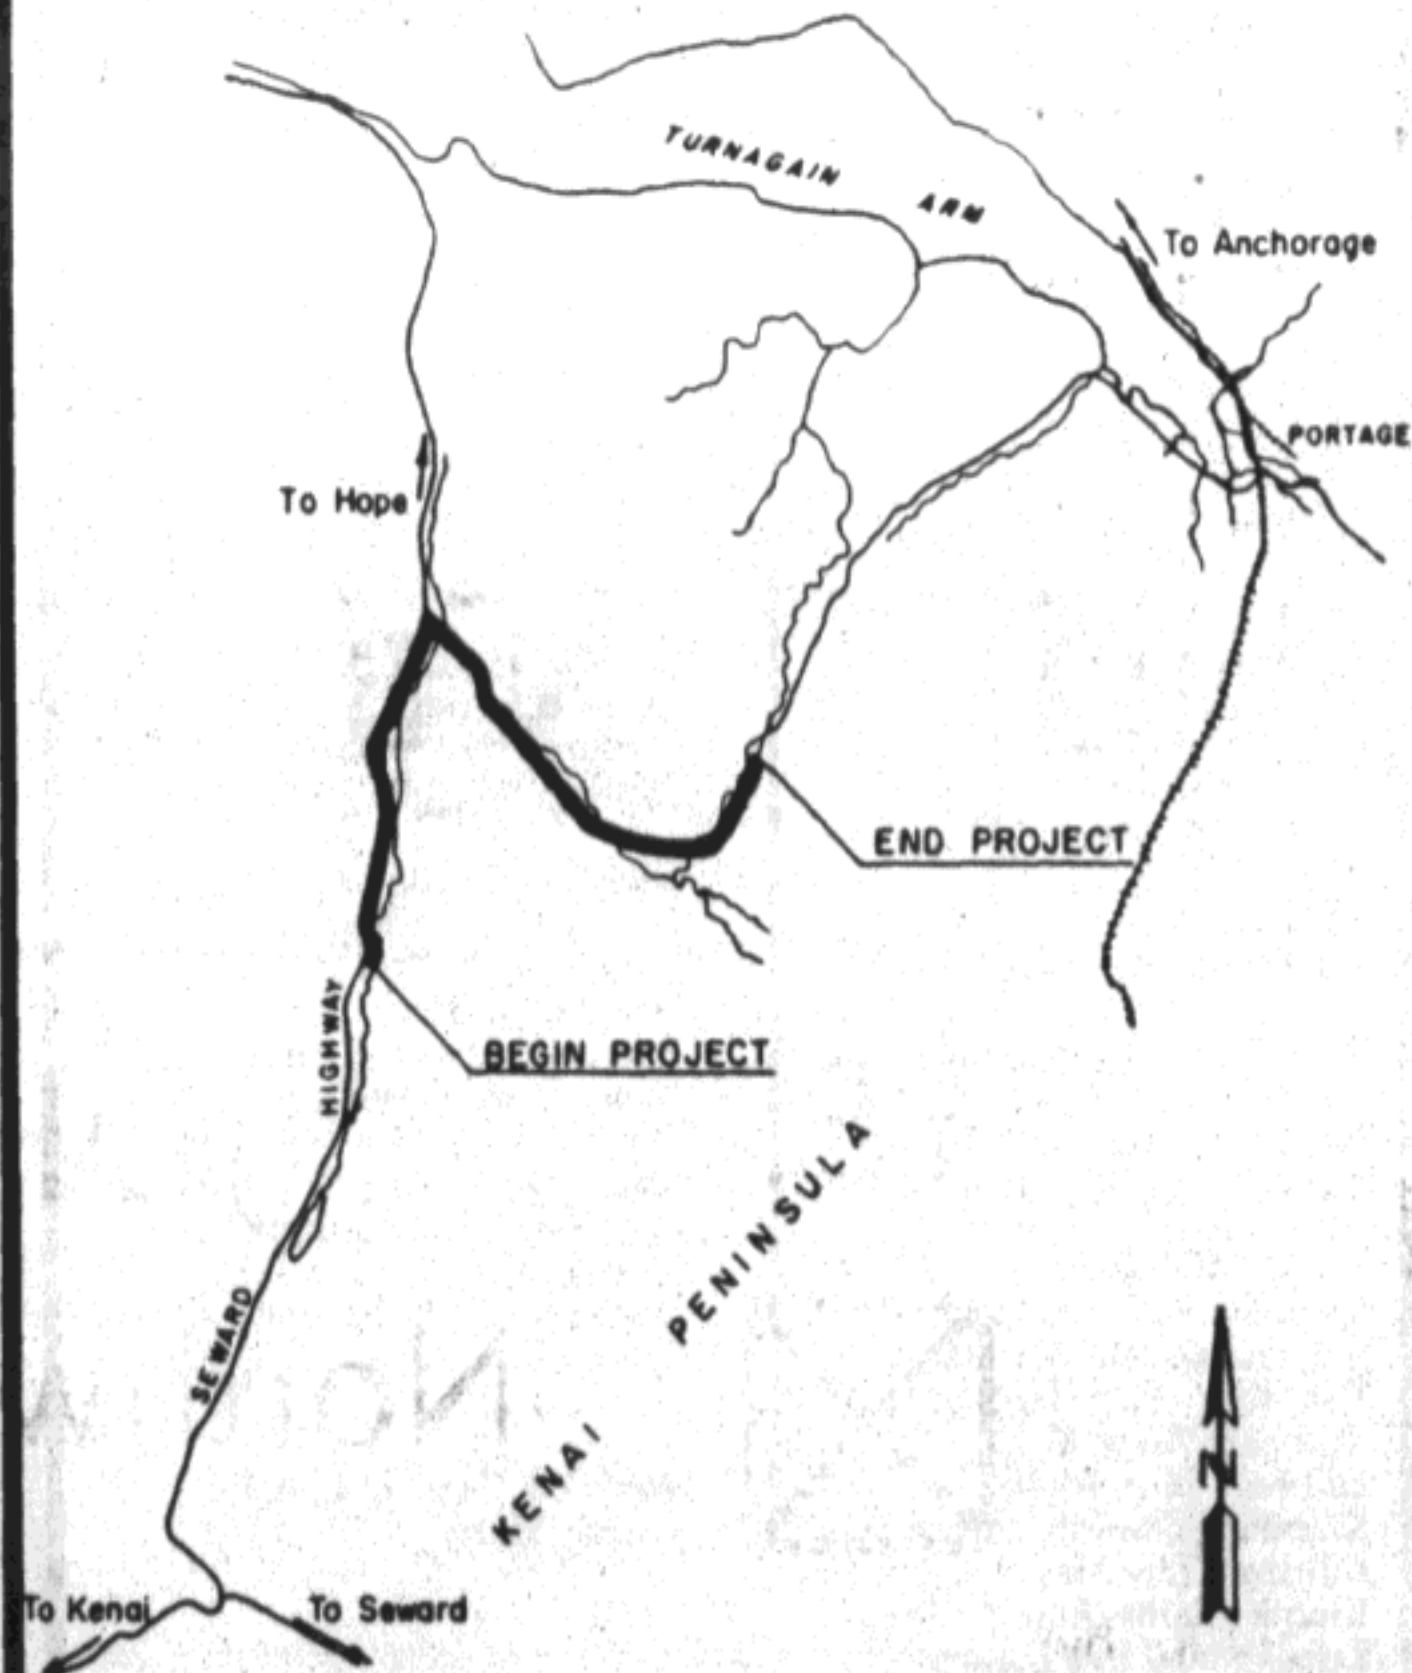 TURNAGAIN ARM
To Anchorage
PORTAGE
To Hope
END PROJECT
BEGIN PROJECT
HIGHWAY
PENINSULA
SEWARD
KENAI
N
To Kenai
To Seward